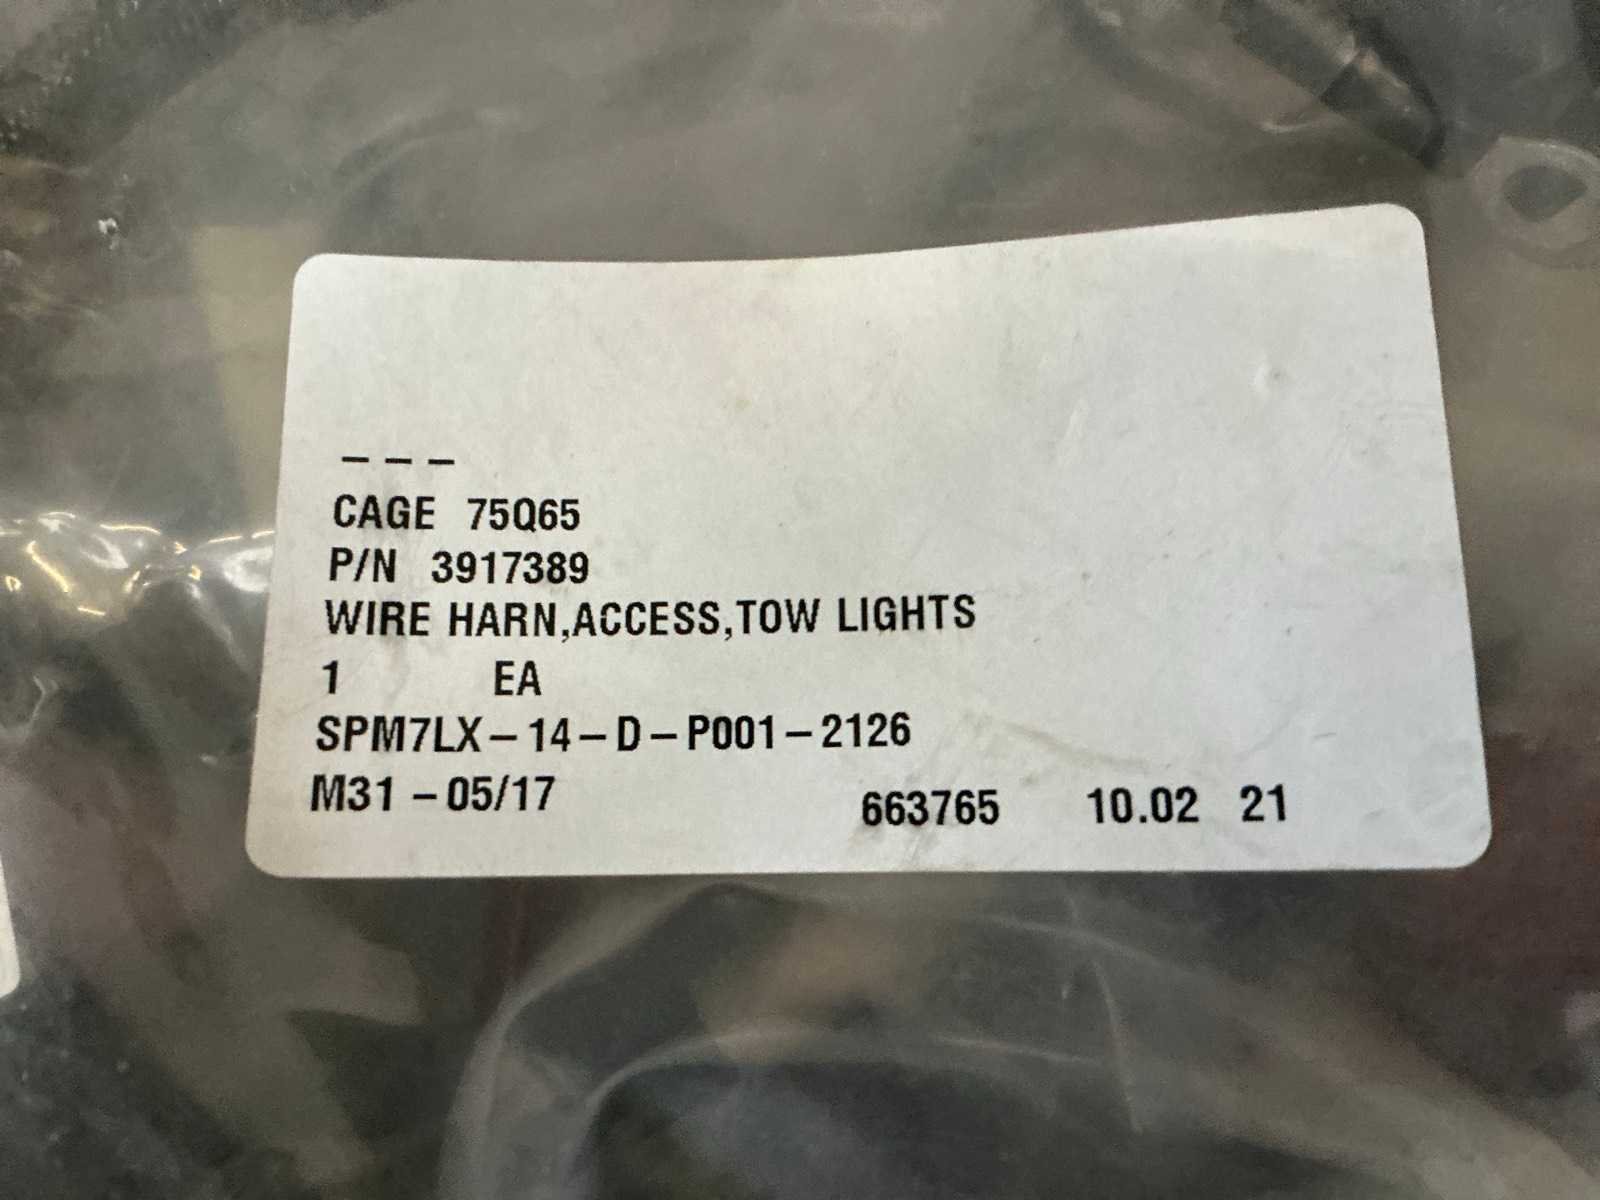 – – –
CAGE 75Q65
P/N 3917389
WIRE HARN,ACCESS,TOW LIGHTS
1 EA
SPM7LX–14–D–P001–2126
M31 –05/17 663765 10.02 21